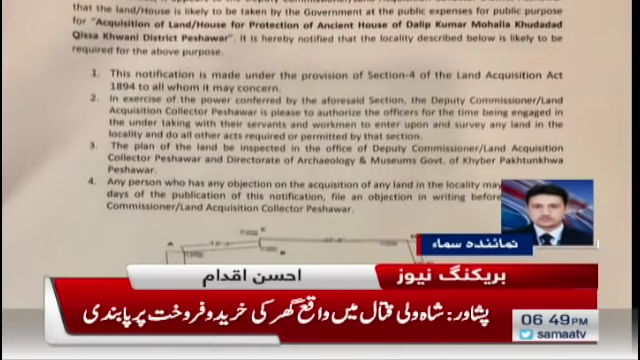 that the land/House is likely to be taken by the Government at the public expenses for public purpose
for "Acquisition of Land/House for Protection of Ancient House of Dalip Kumar Mohalla Khudadad
Qissa Khwani District Peshawar". It is hereby notified that the locality described below is likely to be
required for the above purpose.
1. This notification is made under the provision of Section-4 of the Land Acquisition Act
1894 to all whom it may concern.
2. In exercise of the power conferred by the aforesaid Section, the Deputy Commissioner/Land
Acquisition Collector Peshawar is please to authorize the officers for the time being engaged in
the under taking with their servants and workmen to enter upon and survey any land in the
locality and do all other acts required or permitted by that section.
3. The plan of the land be inspected in the office of Deputy Commissioner/Land Acquisition
Collector Peshawar and Directorate of Archaeology & Museums Govt. of Khyber Pakhtunkhwa
Peshawar.
4. Any person who has any objection on the acquisition of any land in the locality may
days of the publication of this notification, file an objection in writing before
Commissioner/Land Acquisition Collector Peshawar.
نمائندہ سماء
احسن اقدام
بریکنگ نیوز
پشاور: شاہ ولی قتال میں واقع گھر کی خرید و فروخت پر پابندی
06:49PM
samaatv